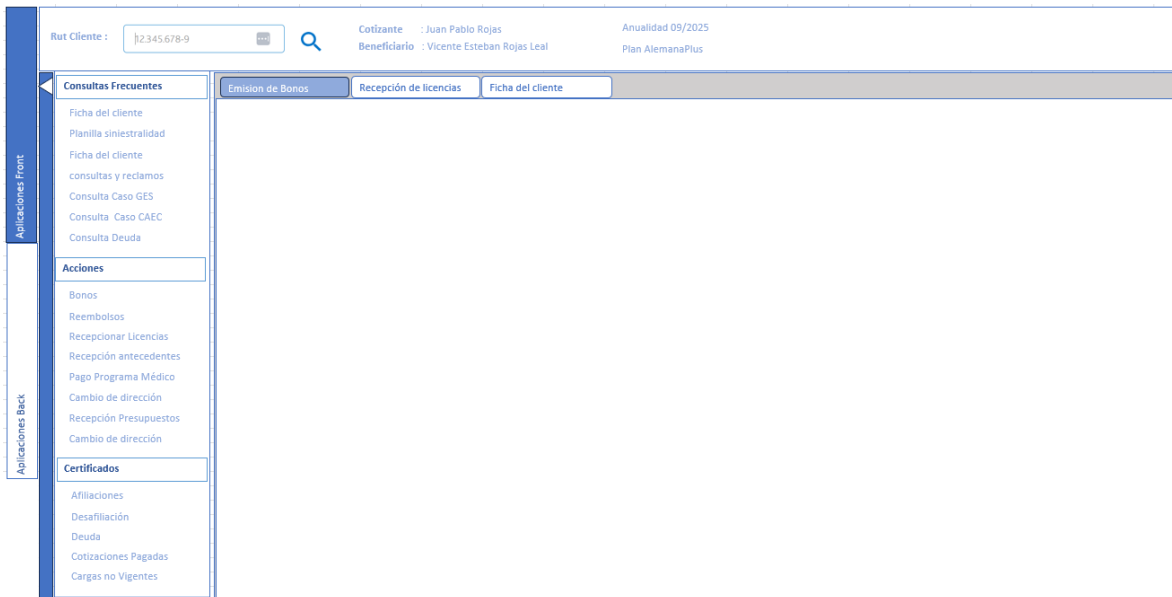 Rut Cliente :
12.345.678-9
Cotizante : Juan Pablo Rojas
Beneficiario : Vicente Esteban Rojas Leal
Anualidad 09/2025
Plan AlemanaPlus
Aplicaciones Front
Aplicaciones Back
Consultas Frecuentes
Ficha del cliente
Planilla siniestralidad
Ficha del cliente
consultas y reclamos
Consulta Caso GES
Consulta Caso CAEC
Consulta Deuda
Acciones
Bonos
Reembolsos
Recepcionar Licencias
Recepción antecedentes
Pago Programa Médico
Cambio de dirección
Recepción Presupuestos
Cambio de dirección
Certificados
Afiliaciones
Desafiliación
Deuda
Cotizaciones Pagadas
Cargas no Vigentes
Emision de Bonos
Recepción de licencias
Ficha del cliente